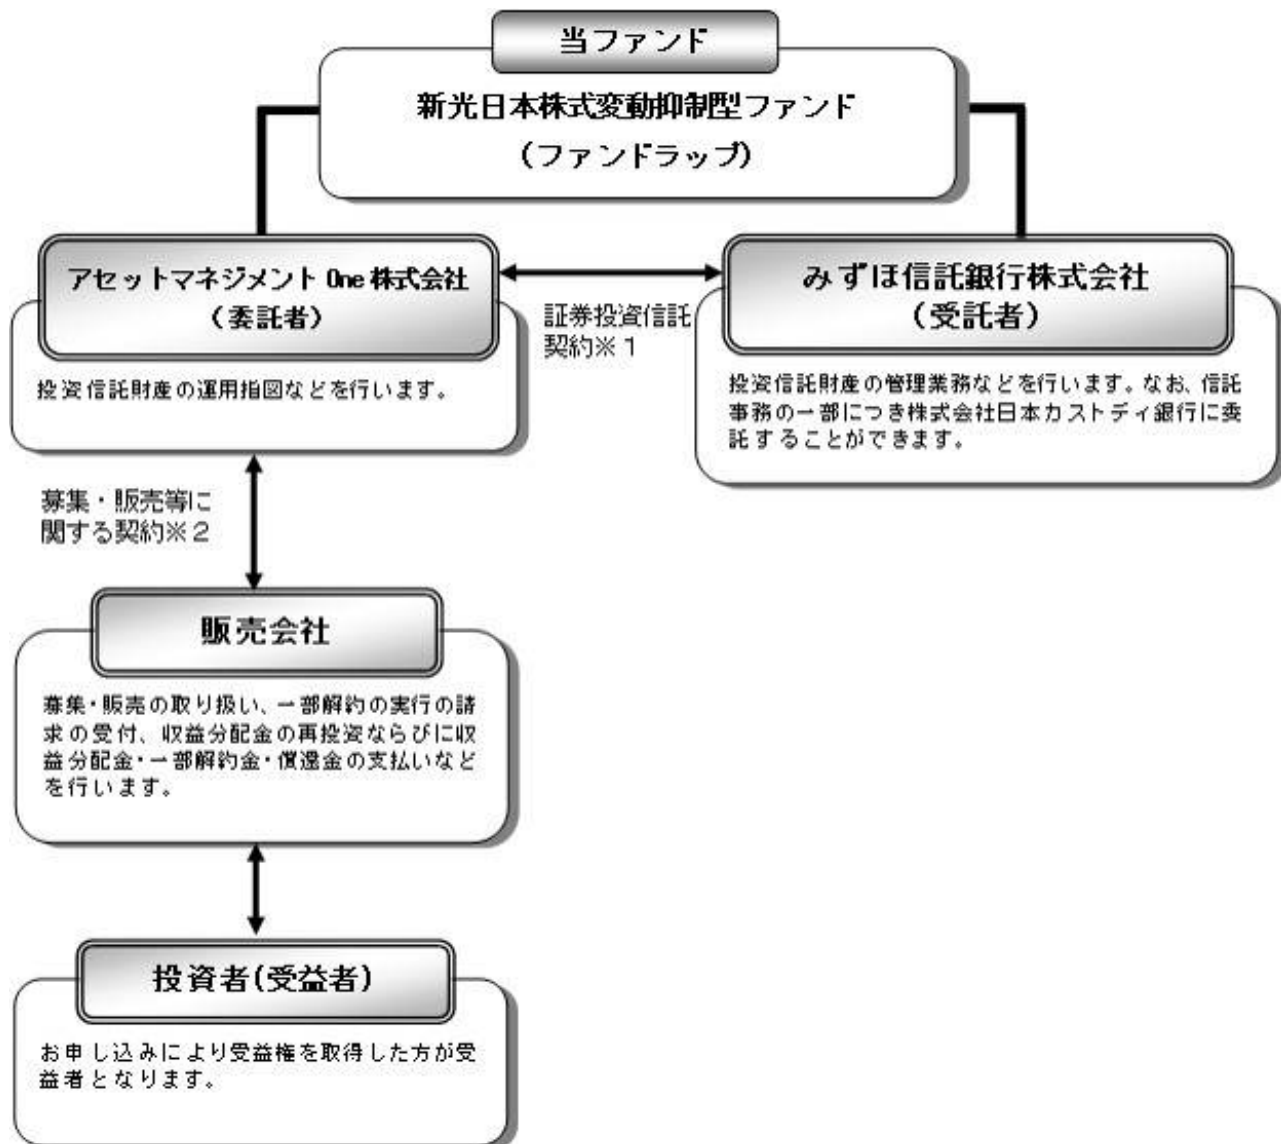 当ファンド
新光日本株式変動抑制型ファンド
（ファンドラップ）
アセットマネジメント One 株式会社
（委託者）
投資信託財産の運用指図などを行います。
証券投資信託
契約※１
みずほ信託銀行株式会社
（受託者）
投資信託財産の管理業務などを行います。なお、信託
事務の一部につき株式会社日本カストディ銀行に委
託することができます。
募集・販売等に
関する契約※２
販売会社
募集・販売の取り扱い、一部解約の実行の請
求の受付、収益分配金の再投資ならびに収
益分配金・一部解約金・償還金の支払いなど
を行います。
投資者(受益者)
お申し込みにより受益権を取得した方が受
益者となります。